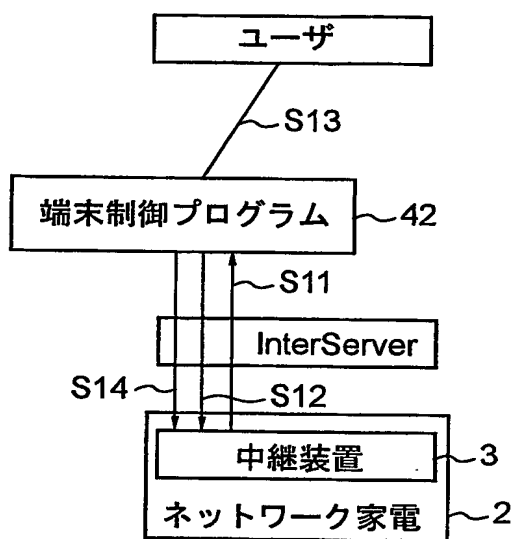 ユーザ
S13
端末制御プログラム
42
S11
InterServer
S14
S12
中継装置
3
ネットワーク家電
2